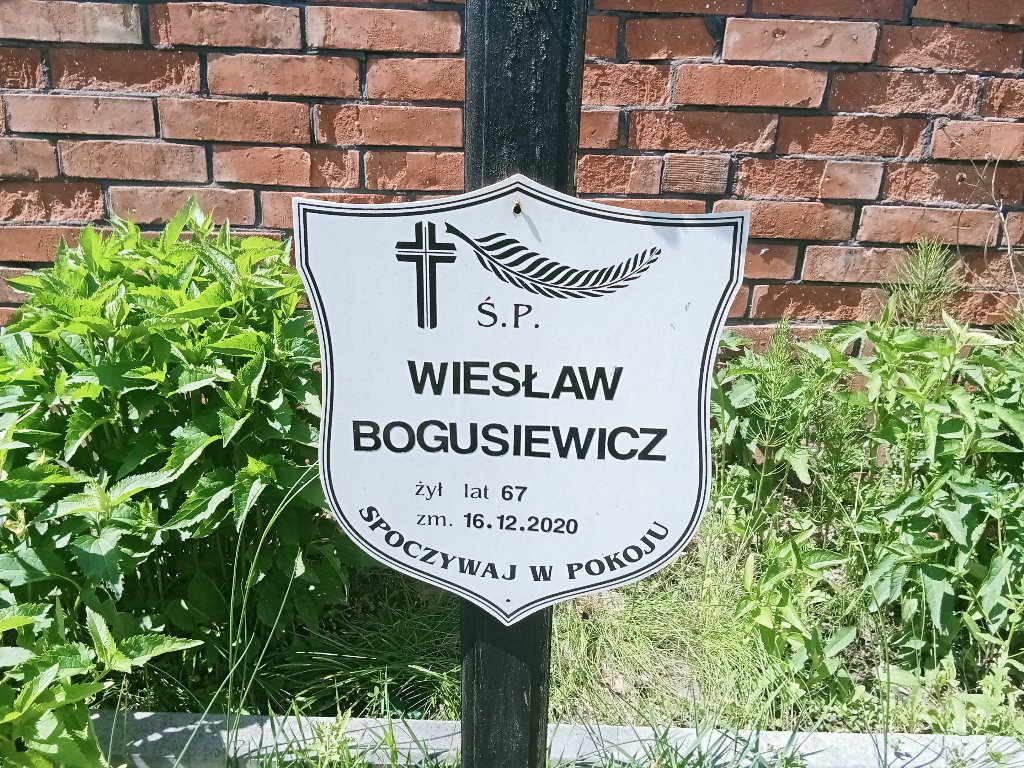 Ś.P.
WIESŁAW
BOGUSIEWICZ
żył lat 67
zm. 16.12.2020
SPOCZYWAJ W POKOJU